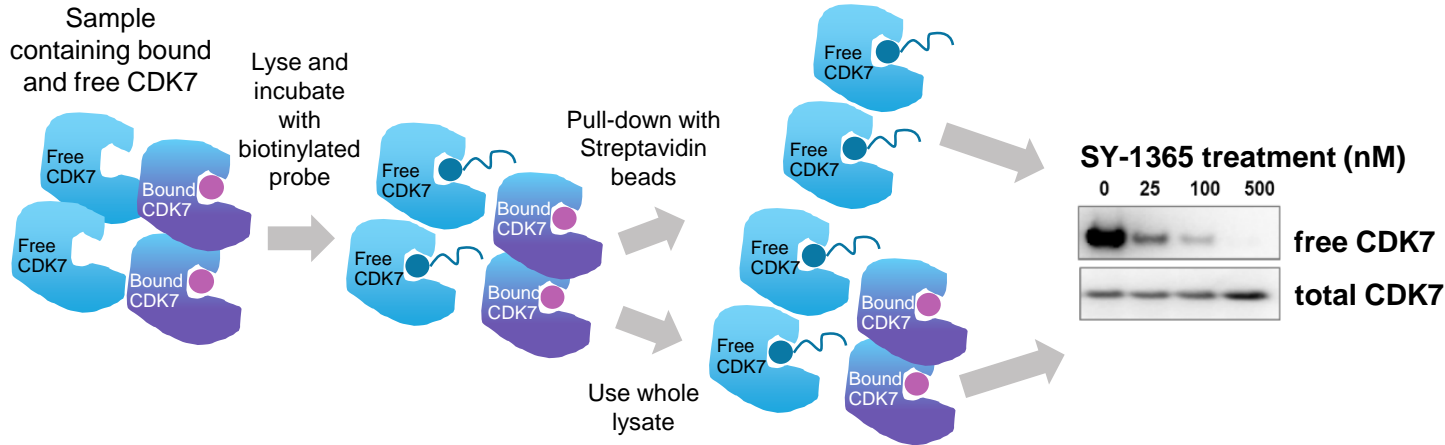 Sample
containing bound
and free CDK7
Free
CDK7
Bound
CDK7
Free
CDK7
Bound
CDK7
Lyse and
incubate
with
biotinylated
probe
Free
CDK7
Bound
CDK7
Free
CDK7
Bound
CDK7
Pull-down with
Streptavidin
beads
Use whole
lysate
Free
CDK7
Free
CDK7
Free
CDK7
Bound
CDK7
Free
CDK7
Bound
CDK7
SY-1365 treatment (nM)
0 25 100 500
free CDK7
total CDK7